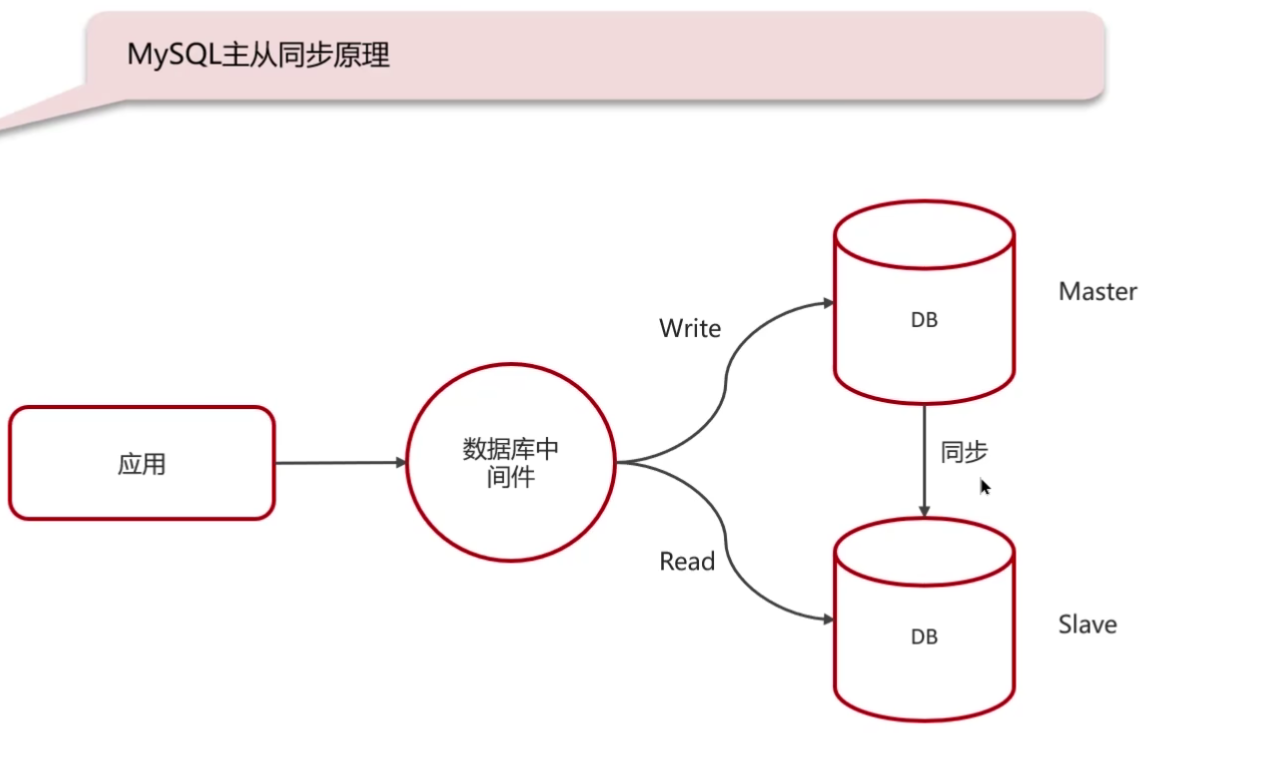 MySQL主从同步原理
Master
DB
Write
同步
应用
数据库中
间件
Read
DB
Slave